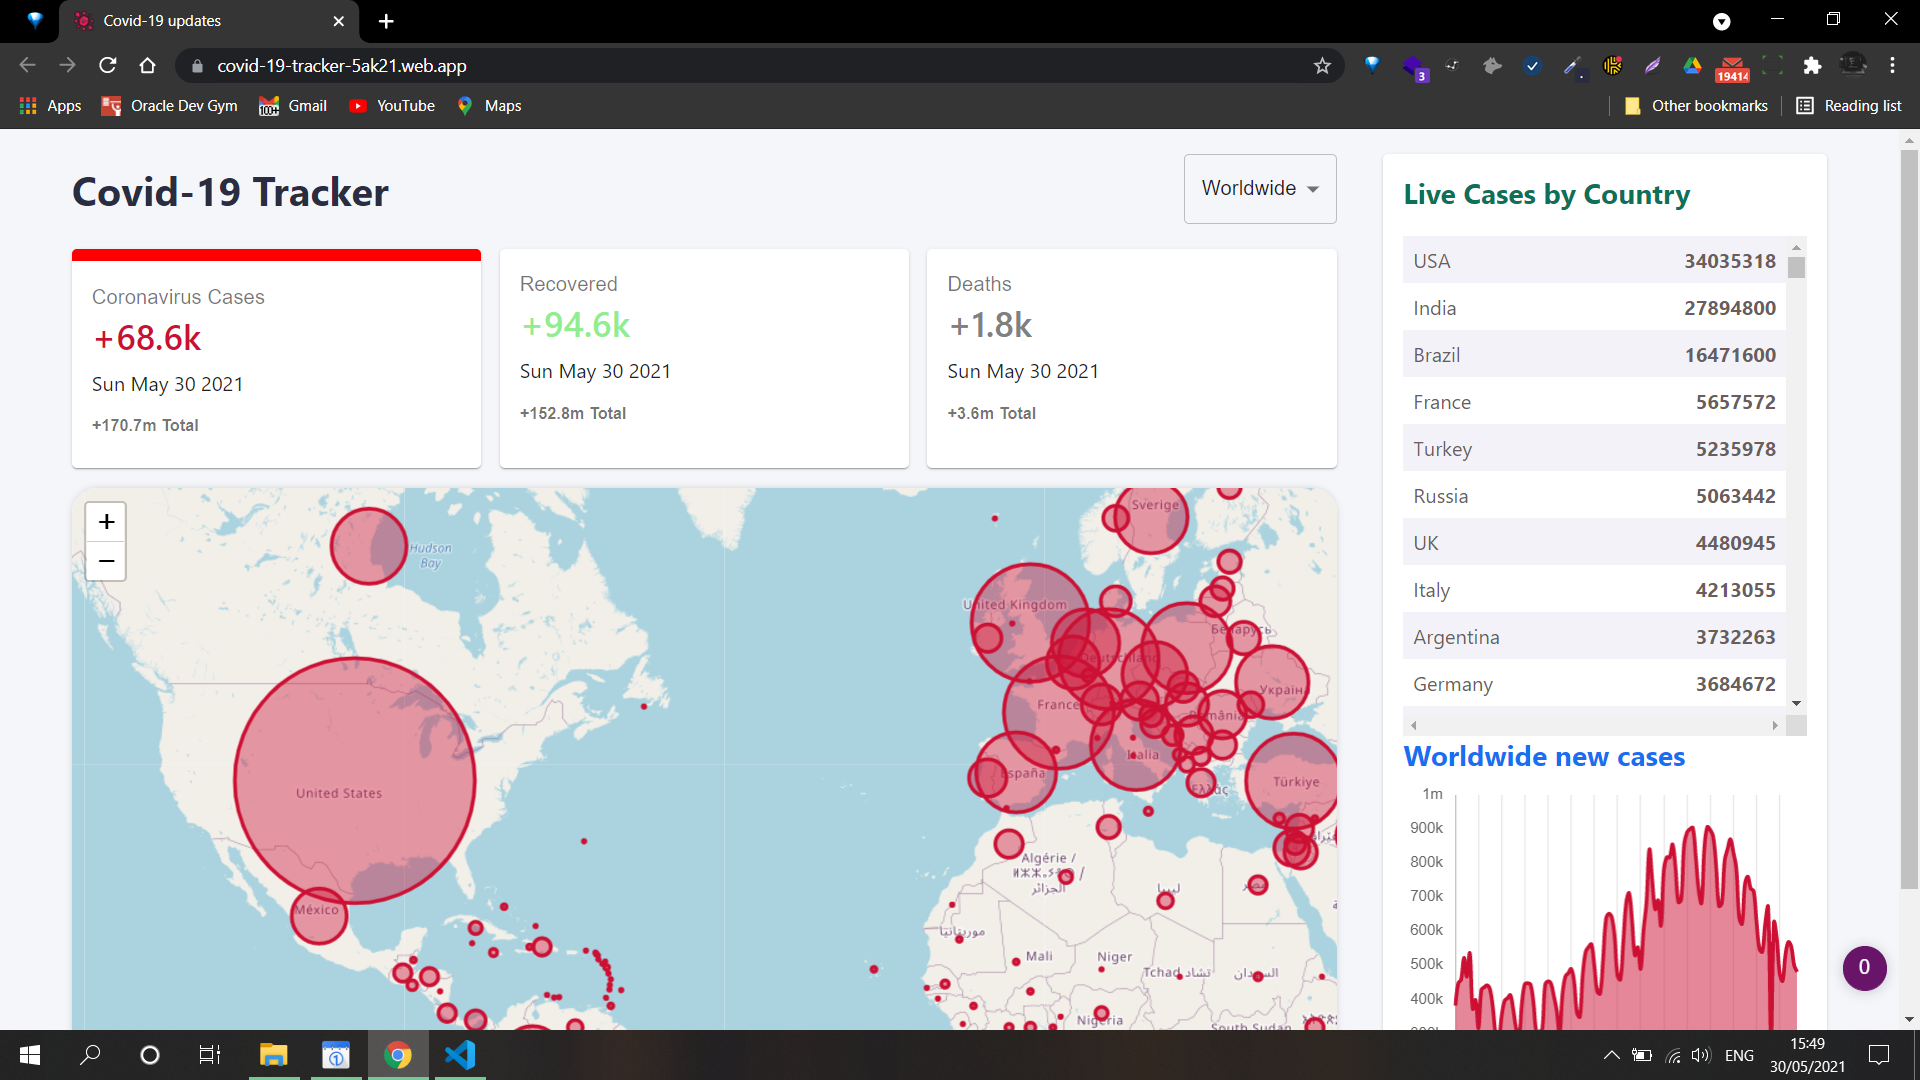 Covid-19 updates
covid-19-tracker-5ak21.web.app
3
19414
Apps
Oracle Dev Gym
100+
Gmail
YouTube
Maps
Other bookmarks
Reading list
Covid-19 Tracker
Worldwide
Coronavirus Cases
+68.6k
Sun May 30 2021
+170.7m Total
Recovered
+94.6k
Sun May 30 2021
+152.8m Total
Deaths
+1.8k
Sun May 30 2021
+3.6m Total
+
−
Hudson
Bay
United States
México
Sverige
United Kingdom
Беларусь
Deutschland
France
Україна
România
Italia
España
Ελλάς
Türkiye
Algérie /
الجزائر
ليبيا
مصر
موريتانيا
Mali
Niger
Tchad تشاد
السودان
Nigeria
South Sudan
Live Cases by Country
USA 34035318
India 27894800
Brazil 16471600
France 5657572
Turkey 5235978
Russia 5063442
UK 4480945
Italy 4213055
Argentina 3732263
Germany 3684672
Worldwide new cases
1m
900k
800k
700k
600k
500k
400k
300k
0
ENG
15:49
30/05/2021